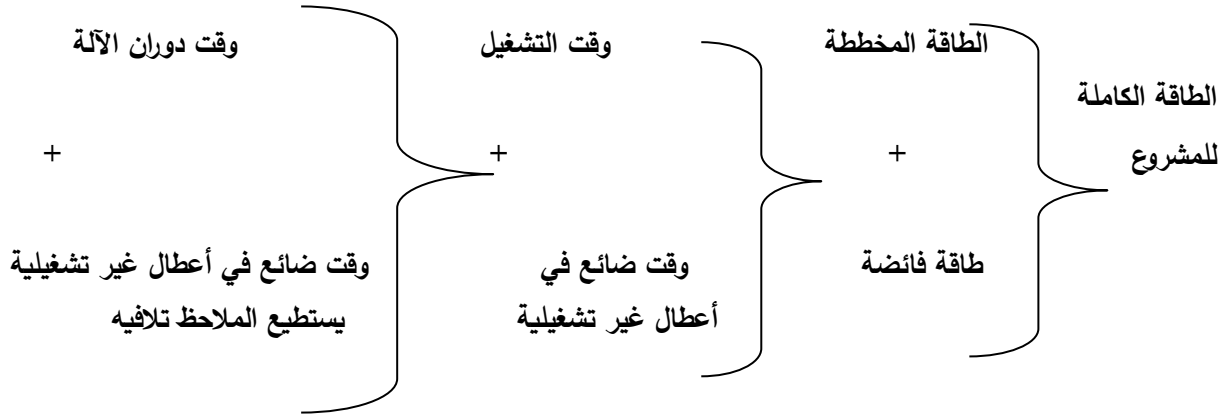 الطاقة الكاملة
للمشروع
الطاقة المخططة
+
طاقة فائضة
وقت التشغيل
+
وقت ضائع في
أعطال غير تشغيلية
وقت دوران الآلة
+
وقت ضائع في أعطال غير تشغيلية
يستطيع الملاحظ تلافيه